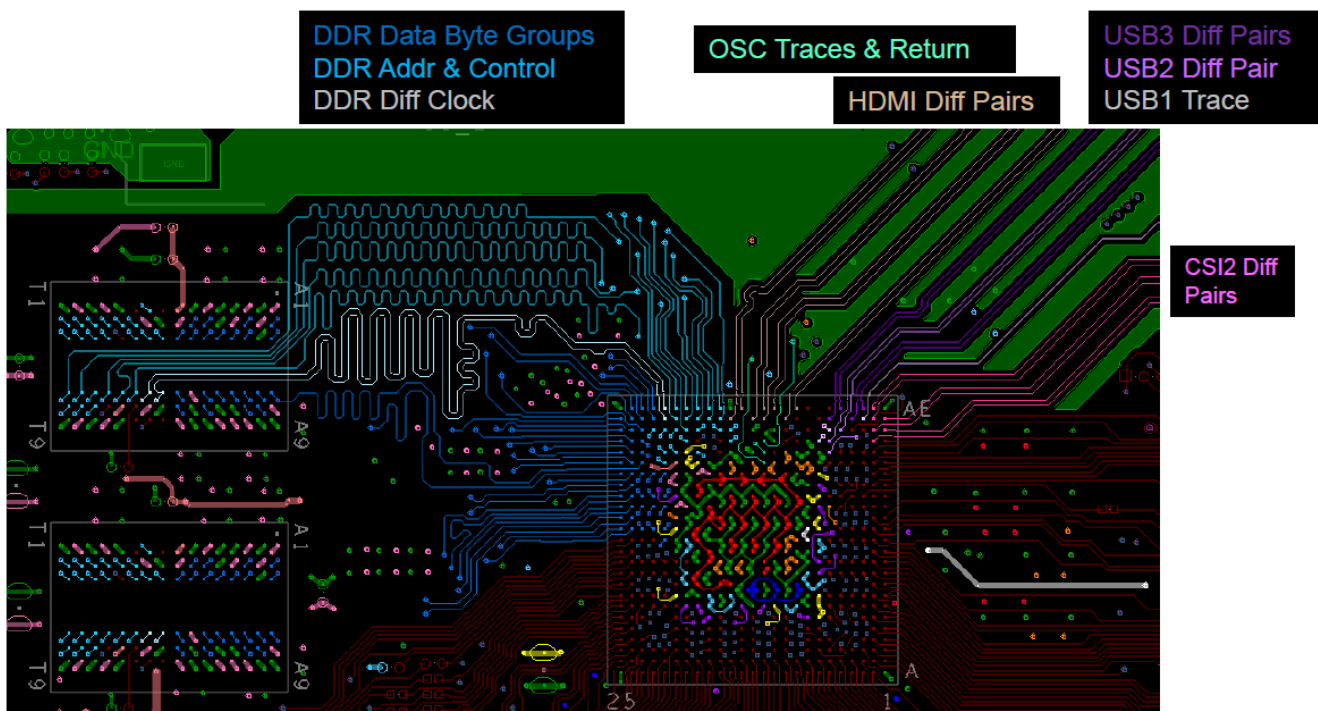 DDR Data Byte Groups
DDR Addr & Control
DDR Diff Clock
OSC Traces & Return
HDMI Diff Pairs
USB3 Diff Pairs
USB2 Diff Pair
USB1 Trace
CSI2 Diff
Pairs
GND
GND
T1
A1
T9
A9
T1
A1
T9
A9
AE
A
25
1